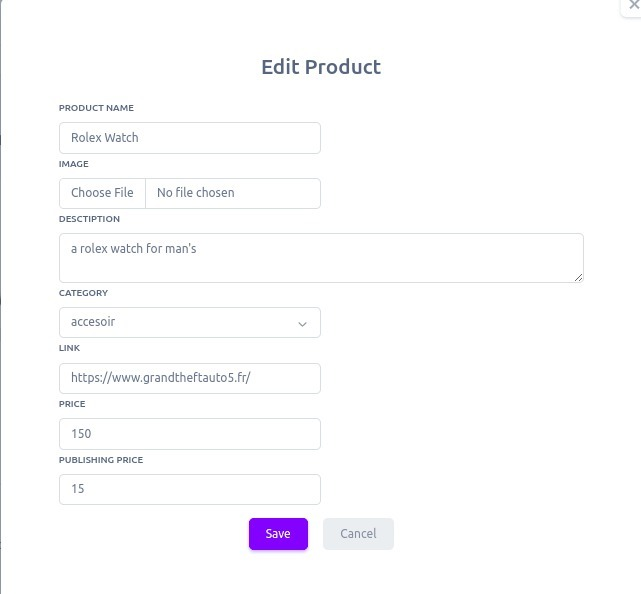 Edit Product
PRODUCT NAME
Rolex Watch
IMAGE
Choose File No file chosen
DESCTIPTION
a rolex watch for man's
CATEGORY
accesoir
LINK
https://www.grandtheftauto5.fr/
PRICE
150
PUBLISHING PRICE
15
Save Cancel